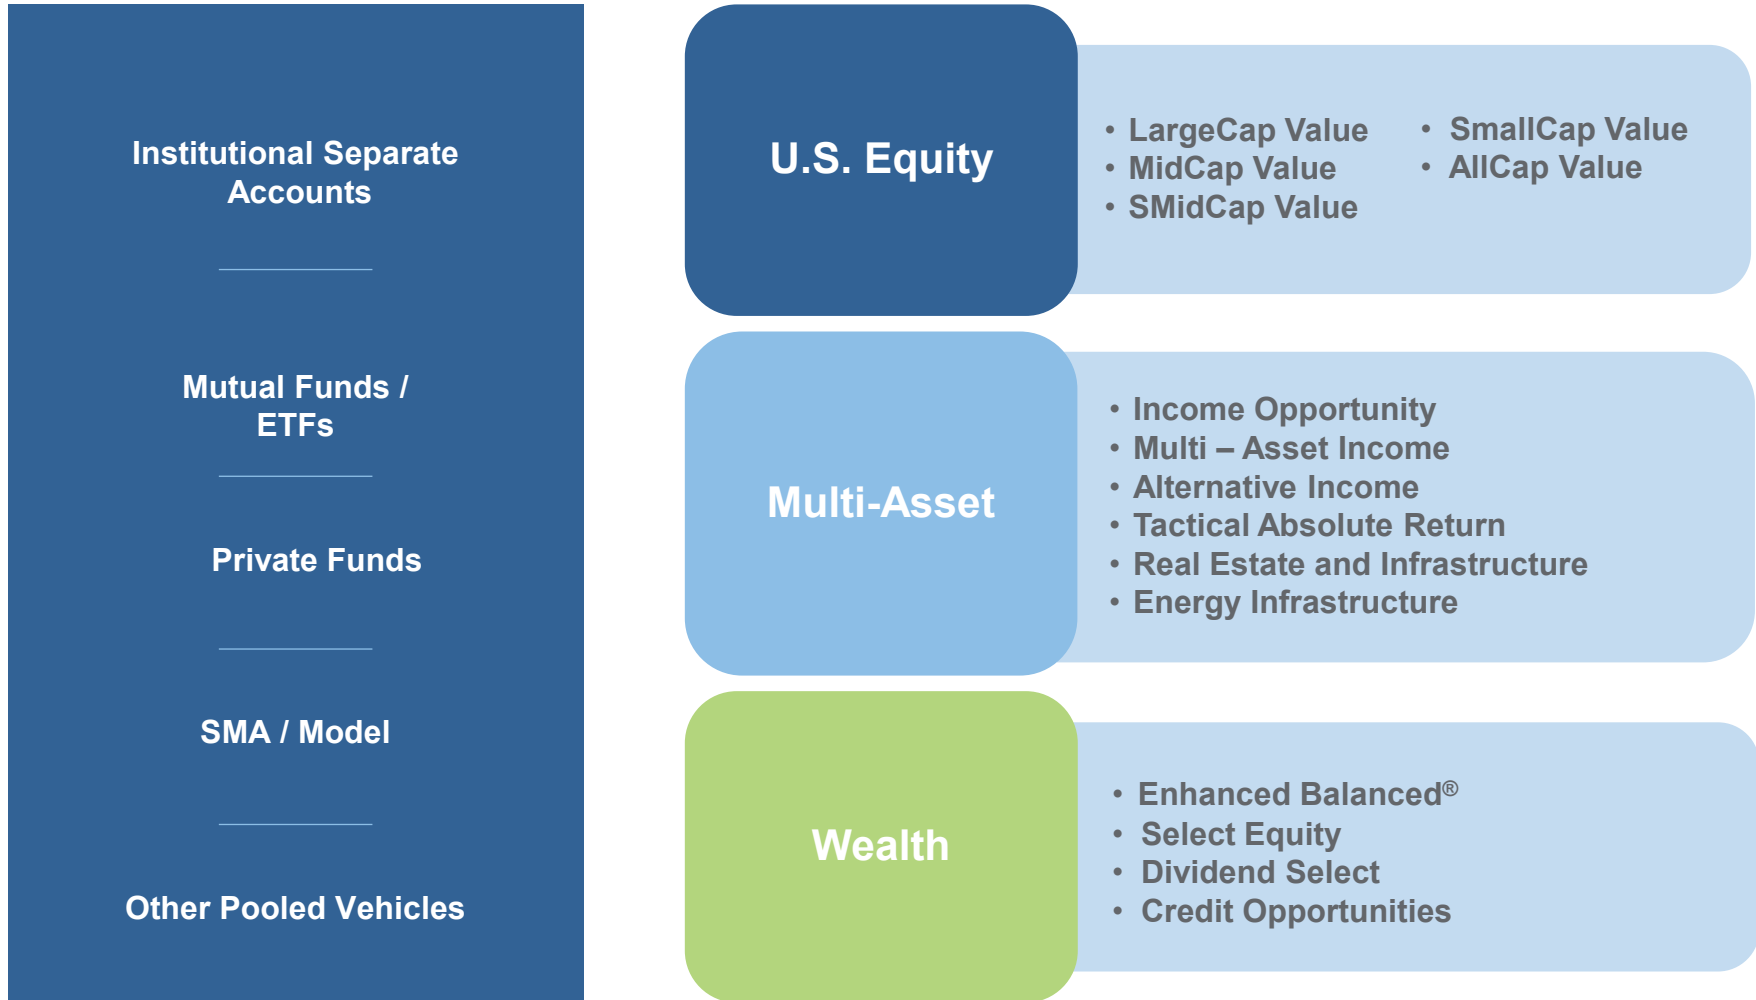 Institutional Separate
Accounts
Mutual Funds /
ETFs
Private Funds
SMA / Model
Other Pooled Vehicles
U.S. Equity
• LargeCap Value
• MidCap Value
• SMidCap Value
• SmallCap Value
• AllCap Value
Multi-Asset
• Income Opportunity
• Multi – Asset Income
• Alternative Income
• Tactical Absolute Return
• Real Estate and Infrastructure
• Energy Infrastructure
Wealth
• Enhanced Balanced®
• Select Equity
• Dividend Select
• Credit Opportunities